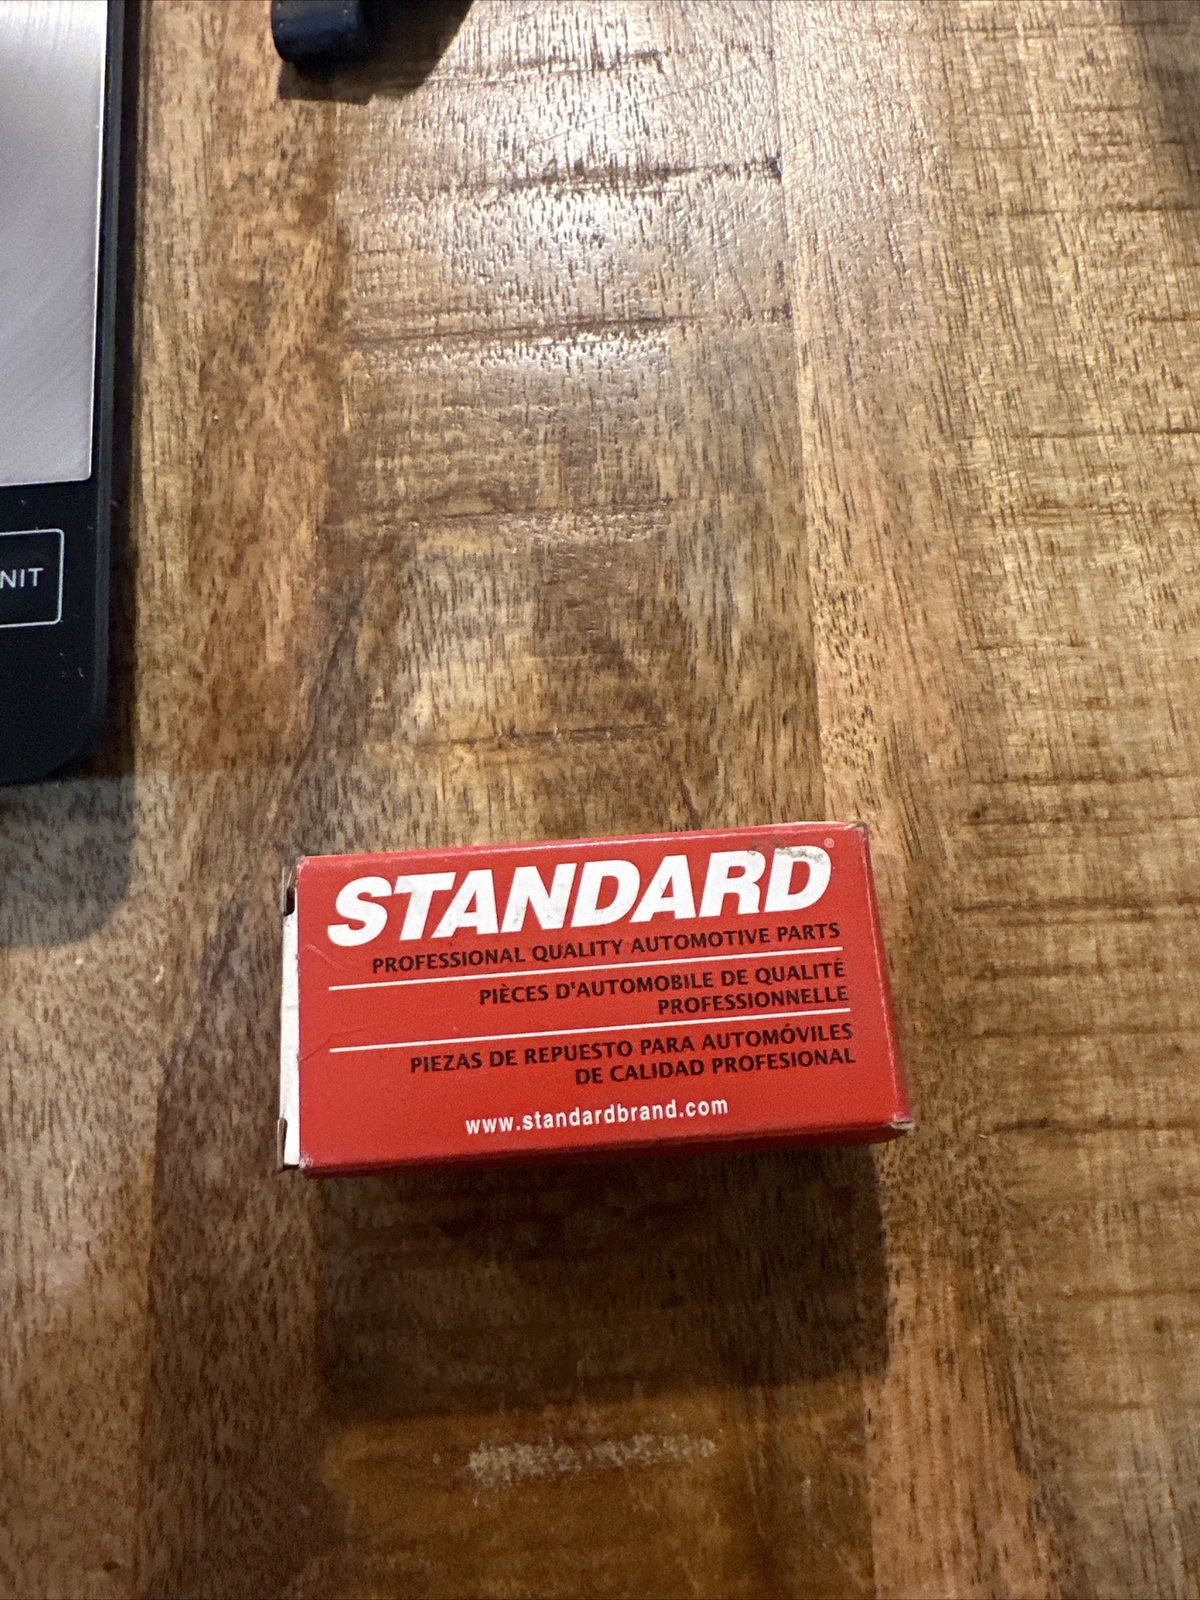 NIT
STANDARD®
PROFESSIONAL QUALITY AUTOMOTIVE PARTS
PIÈCES D'AUTOMOBILE DE QUALITÉ
PROFESSIONNELLE
PIEZAS DE REPUESTO PARA AUTOMÓVILES
DE CALIDAD PROFESIONAL
www.standardbrand.com